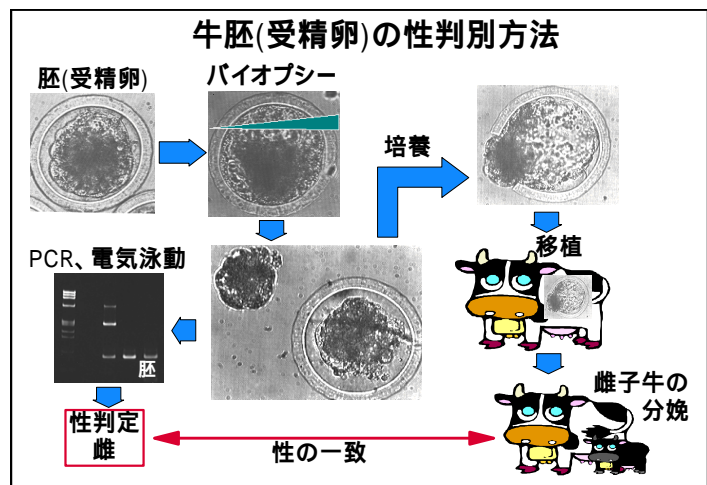 牛胚(受精卵)の性判別方法
胚(受精卵)
バイオプシー
培養
PCR、電気泳動
移植
胚
雌子牛の
分娩
性判定
雌
性の一致